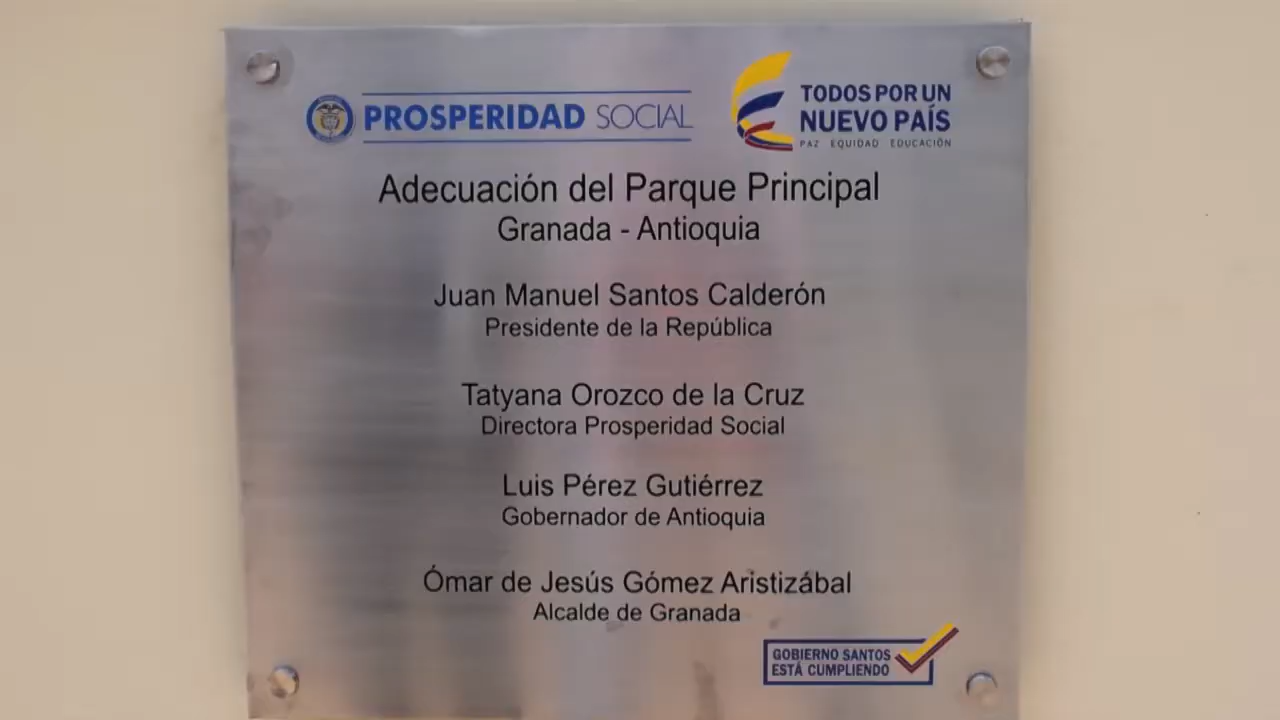 PROSPERIDAD SOCIAL
TODOS POR UN
NUEVO PAÍS
PAZ EQUIDAD EDUCACIÓN
Adecuación del Parque Principal
Granada - Antioquia
Juan Manuel Santos Calderón
Presidente de la República
Tatyana Orozco de la Cruz
Directora Prosperidad Social
Luis Pérez Gutiérrez
Gobernador de Antioquia
Ómar de Jesús Gómez Aristizábal
Alcalde de Granada
GOBIERNO SANTOS
ESTÁ CUMPLIENDO